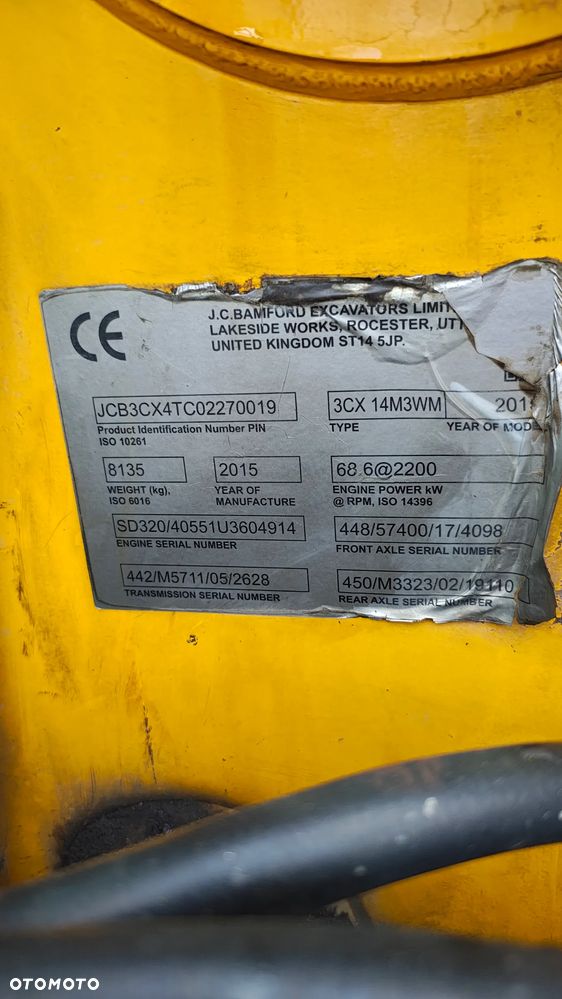 CE
J.C.BAMFORD EXCAVATORS
LAKESIDE WORKS, ROCESTER,
UNITED KINGDOM ST14 5JP.
JCB3CX4TC02270019
Product Identification Number PIN
ISO 10261
3CX 14M3WM
TYPE
YEAR OF
8135
WEIGHT (kg),
ISO 6016
2015
YEAR OF
MANUFACTURE
68.6@2200
ENGINE POWER kW
@ RPM, ISO 14396
SD320/40551U3604914
ENGINE SERIAL NUMBER
448/57400/17/4098
FRONT AXLE SERIAL NUMBER
442/M5711/05/2628
TRANSMISSION SERIAL NUMBER
450/M3323/02/19110
REAR AXLE SERIAL NUMBER
OTOMOTO